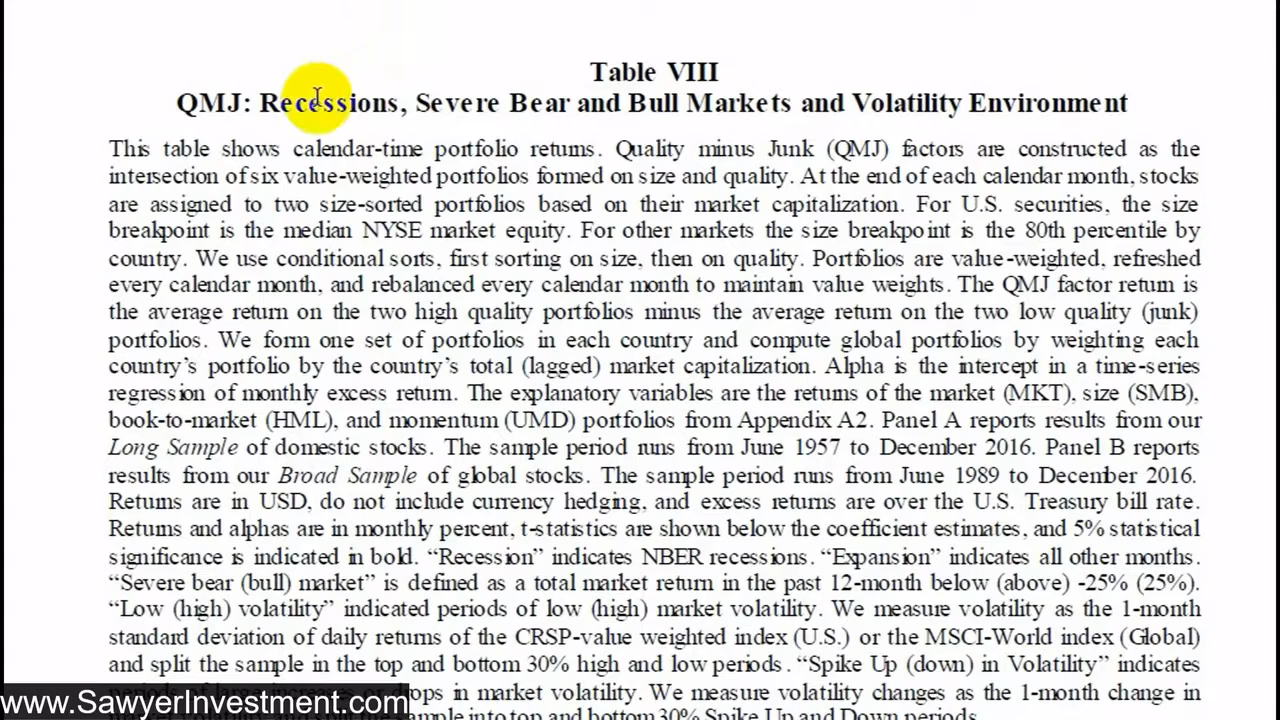 Table VIII
QMJ: Recessions, Severe Bear and Bull Markets and Volatility Environment
This table shows calendar-time portfolio returns. Quality minus Junk (QMJ) factors are constructed as the
intersection of six value-weighted portfolios formed on size and quality. At the end of each calendar month, stocks
are assigned to two size-sorted portfolios based on their market capitalization. For U.S. securities, the size
breakpoint is the median NYSE market equity. For other markets the size breakpoint is the 80th percentile by
country. We use conditional sorts, first sorting on size, then on quality. Portfolios are value-weighted, refreshed
every calendar month, and rebalanced every calendar month to maintain value weights. The QMJ factor return is
the average return on the two high quality portfolios minus the average return on the two low quality (junk)
portfolios. We form one set of portfolios in each country and compute global portfolios by weighting each
country’s portfolio by the country’s total (lagged) market capitalization. Alpha is the intercept in a time-series
regression of monthly excess return. The explanatory variables are the returns of the market (MKT), size (SMB),
book-to-market (HML), and momentum (UMD) portfolios from Appendix A2. Panel A reports results from our
Long Sample of domestic stocks. The sample period runs from June 1957 to December 2016. Panel B reports
results from our Broad Sample of global stocks. The sample period runs from June 1989 to December 2016.
Returns are in USD, do not include currency hedging, and excess returns are over the U.S. Treasury bill rate.
Returns and alphas are in monthly percent, t-statistics are shown below the coefficient estimates, and 5% statistical
significance is indicated in bold. “Recession” indicates NBER recessions. “Expansion” indicates all other months.
“Severe bear (bull) market” is defined as a total market return in the past 12-month below (above) -25% (25%).
“Low (high) volatility” indicated periods of low (high) market volatility. We measure volatility as the 1-month
standard deviation of daily returns of the CRSP-value weighted index (U.S.) or the MSCI-World index (Global)
and split the sample in the top and bottom 30% high and low periods. “Spike Up (down) in Volatility” indicates
drops in market volatility. We measure volatility changes as the 1-month change in
sample into top and bottom 30% Spike Up and Down periods.
www.SawyerInvestment.com